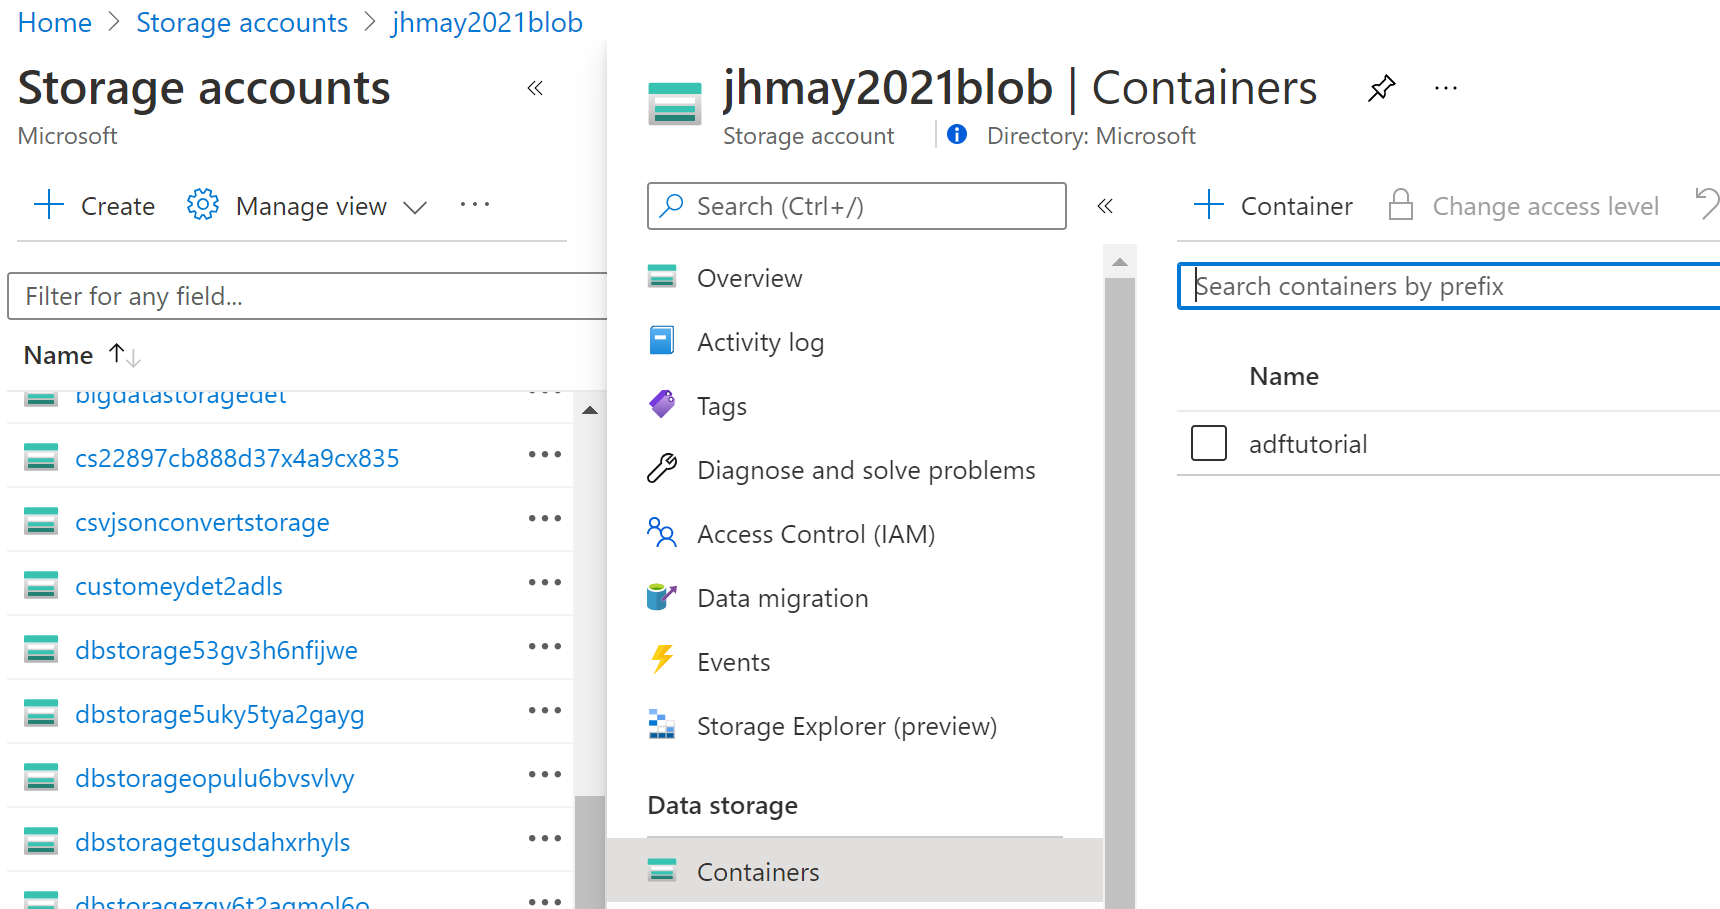 Home > Storage accounts > jhmay2021blob
Storage accounts
«
Microsoft
+ Create Manage view ···
Filter for any field...
Name ↑↓
bigdatastoragedet
cs22897cb888d37x4a9cx835 ···
csvjsonconvertstorage ···
customeydet2adls ···
dbstorage53gv3h6nfijwe ···
dbstorage5uky5tya2gayg ···
dbstorageopulu6bvsvlvy ···
dbstoragetgusdahxrhyls ···
jhmay2021blob | Containers ···
Storage account | Directory: Microsoft
Search (Ctrl+/) «
Overview
Activity log
Tags
Diagnose and solve problems
Access Control (IAM)
Data migration
Events
Storage Explorer (preview)
Data storage
Containers
+ Container Change access level
Search containers by prefix
Name
adftutorial